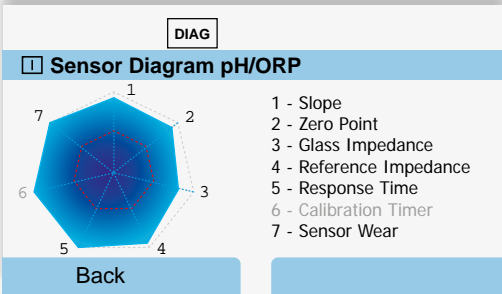 DIAG
I Sensor Diagram pH/ORP
1
2
3
4
5
6
7
1 - Slope
2 - Zero Point
3 - Glass Impedance
4 - Reference Impedance
5 - Response Time
6 - Calibration Timer
7 - Sensor Wear
Back